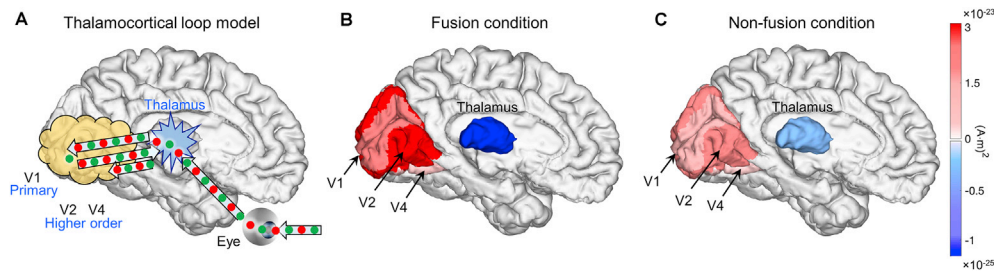 A Thalamocortical loop model
Thalamus
V1
Primary
V2 V4
Higher order
Eye
B Fusion condition
Thalamus
V1
V2
V4
C Non-fusion condition
Thalamus
V1
V2
V4
×10⁻²³
3
1.5
0
-0.5
-1
×10⁻²⁵
(A·m)²